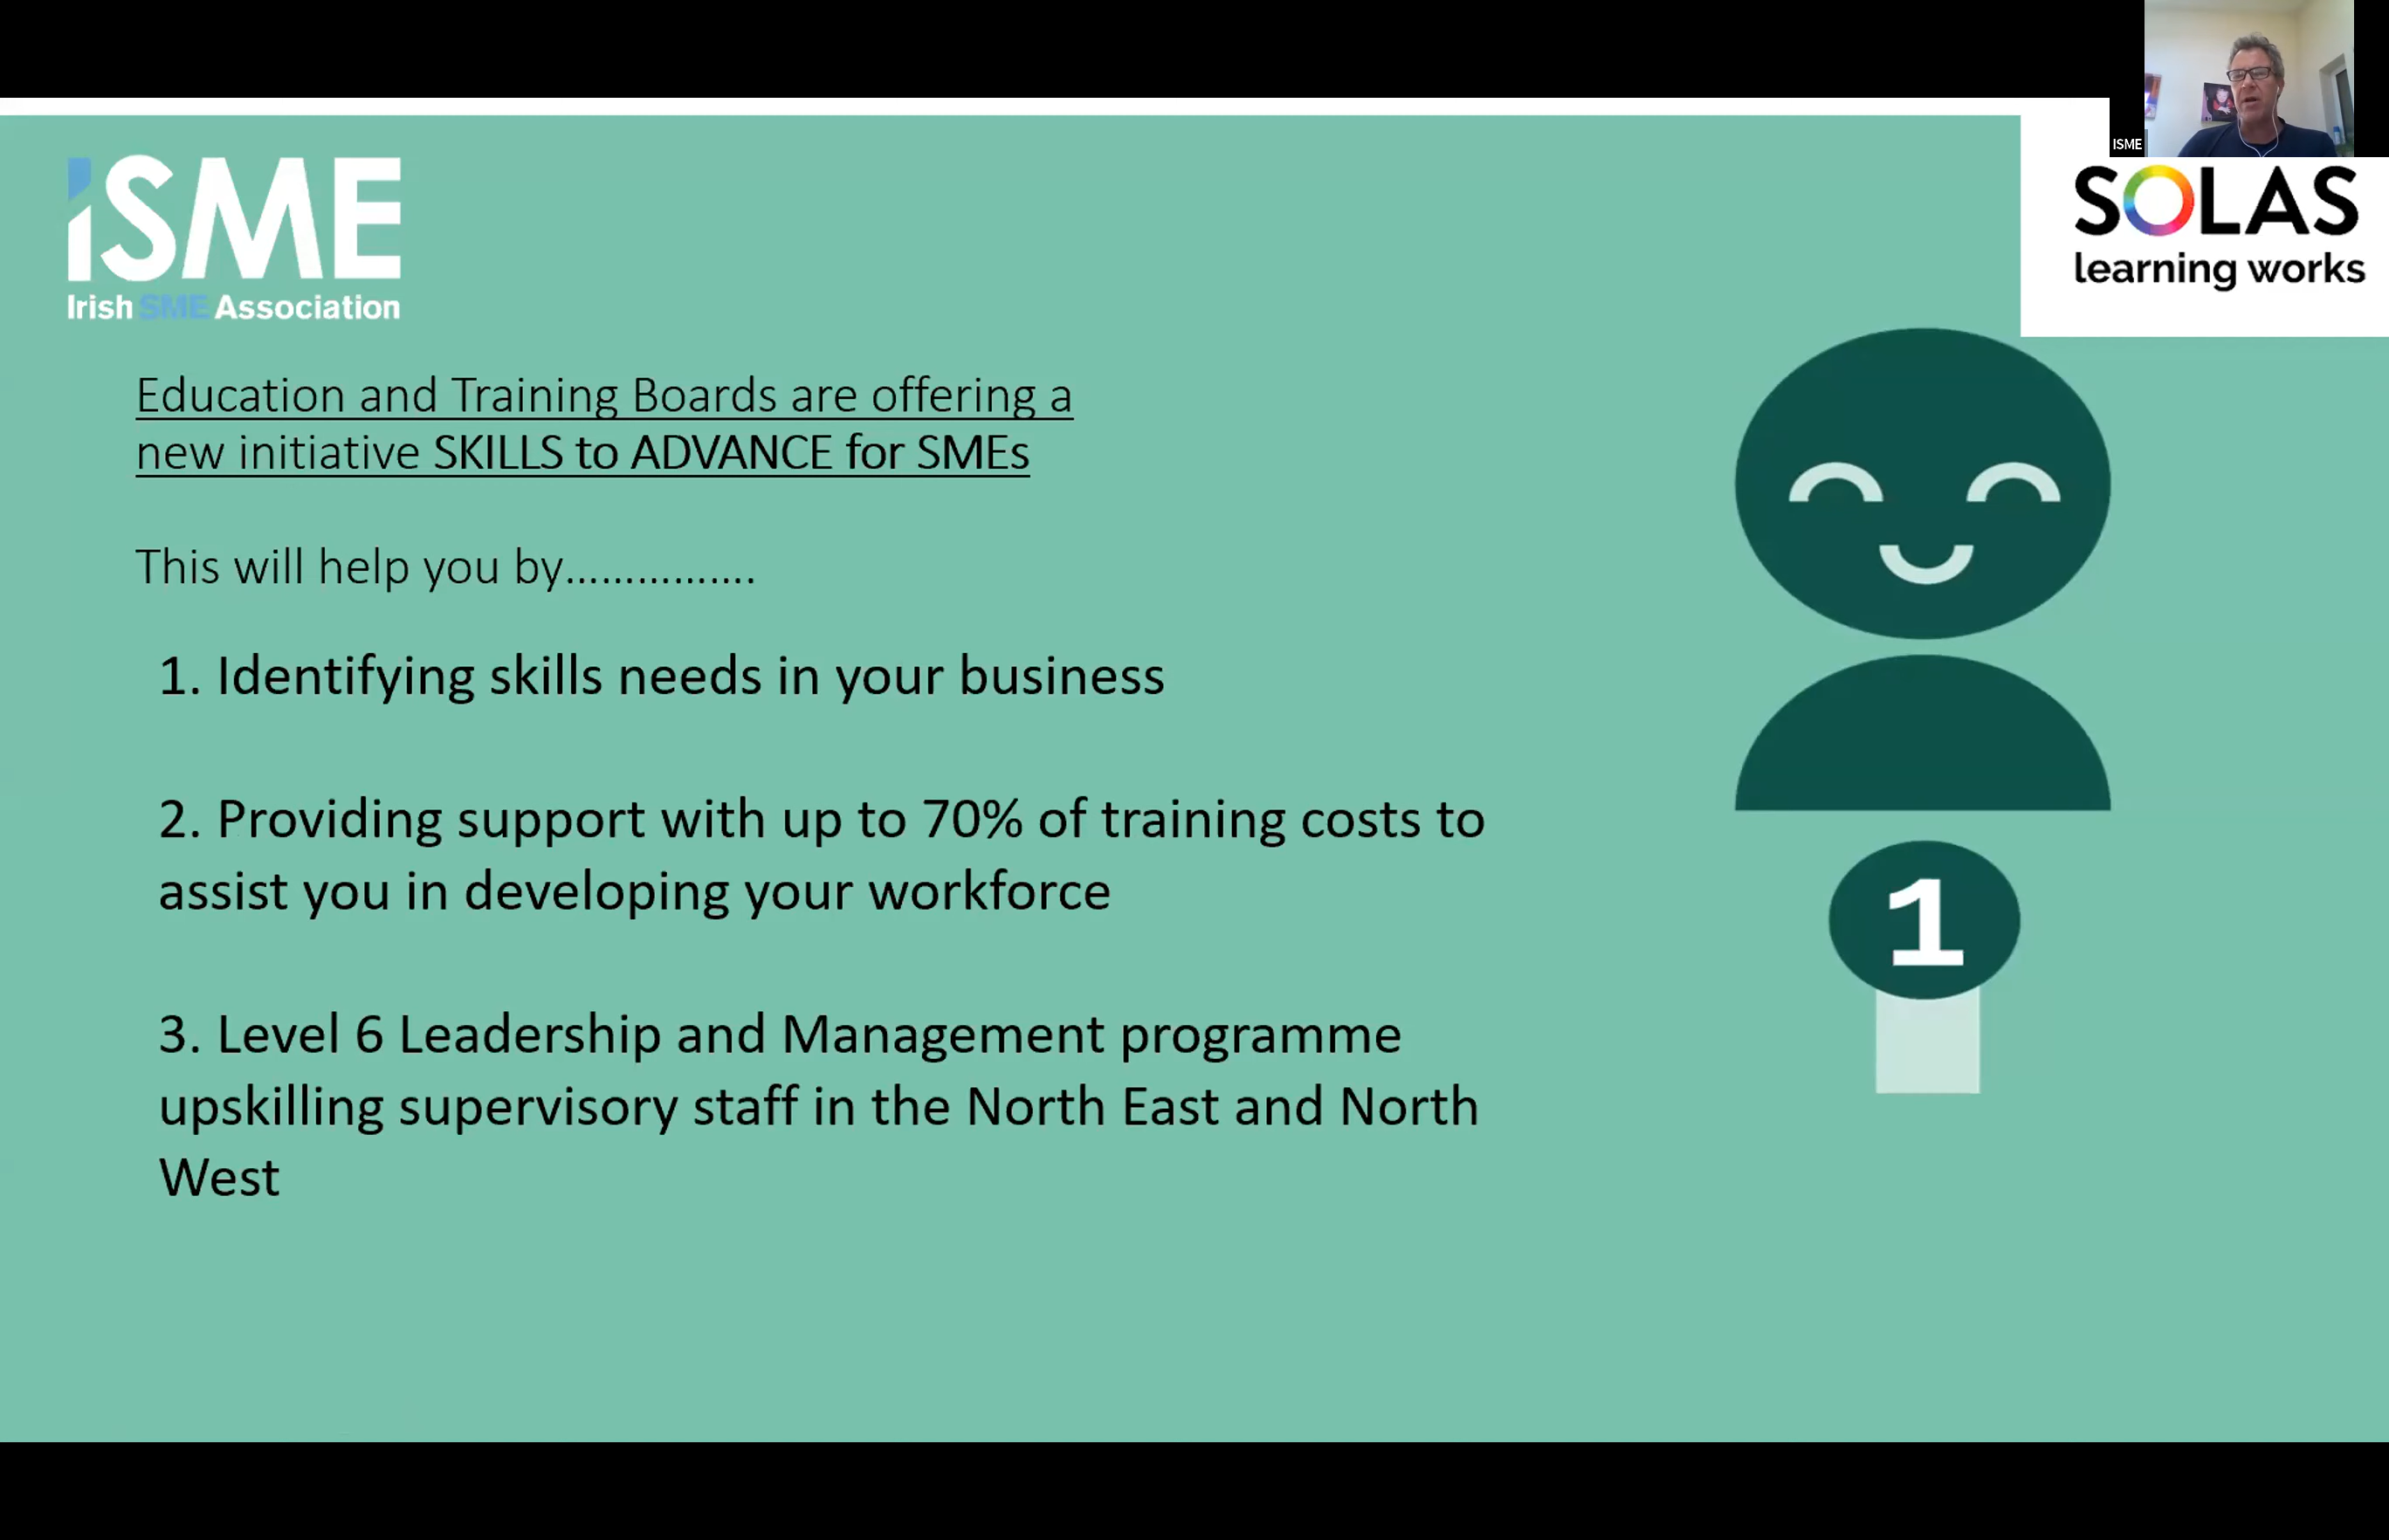 ISME
iSME
Irish SME Association
SOLAS
learning works
Education and Training Boards are offering a
new initiative SKILLS to ADVANCE for SMEs
This will help you by................
1. Identifying skills needs in your business
2. Providing support with up to 70% of training costs to
assist you in developing your workforce
3. Level 6 Leadership and Management programme
upskilling supervisory staff in the North East and North
West
1